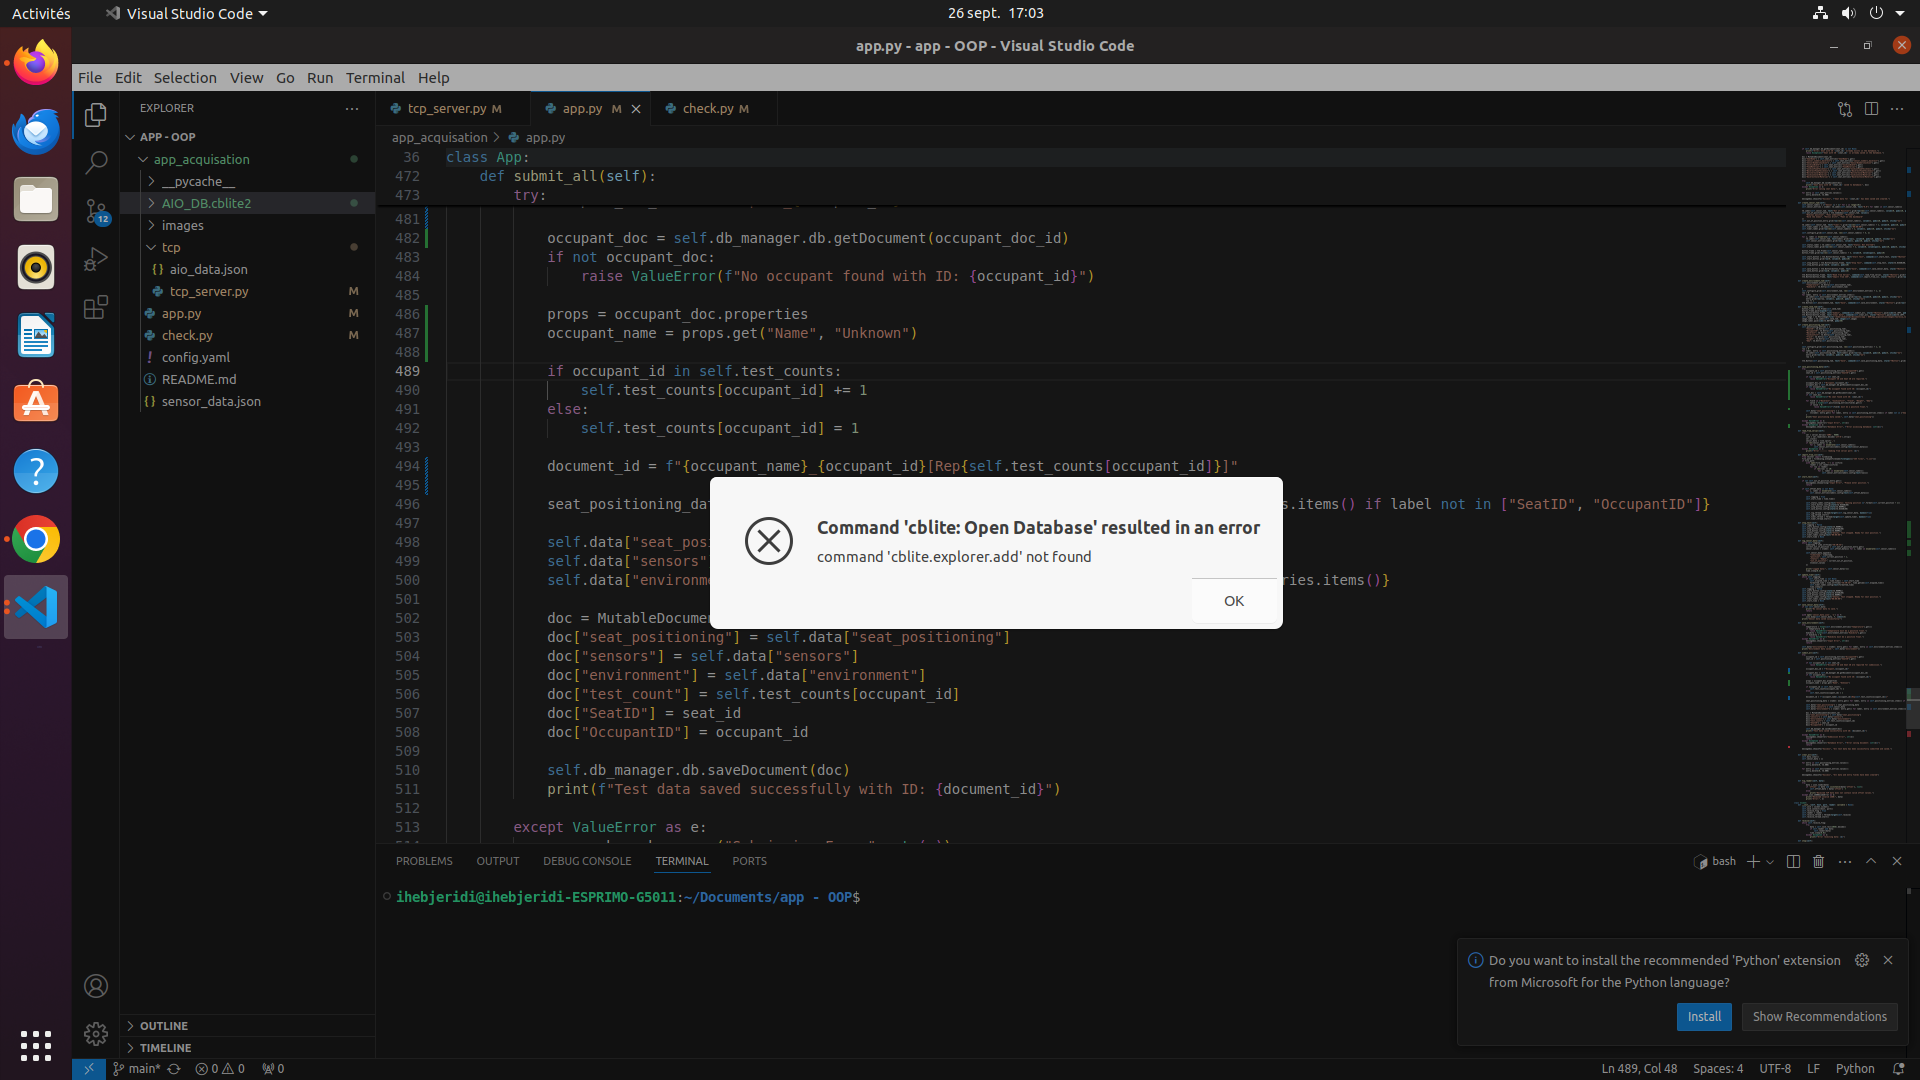 Activités
Visual Studio Code
26 sept. 17:03
app.py - app - OOP - Visual Studio Code
File Edit Selection View Go Run Terminal Help
EXPLORER
APP - OOP
app_acquisation
__pycache__
AIO_DB.cblite2
images
tcp
{} aio_data.json
tcp_server.py M
app.py M
check.py M
! config.yaml
README.md
{} sensor_data.json
OUTLINE
TIMELINE
12
tcp_server.py M
app.py M
check.py M
app_acquisation > app.py
36 class App:
472 def submit_all(self):
473 try:
481
482 occupant_doc = self.db_manager.db.getDocument(occupant_doc_id)
483 if not occupant_doc:
484 raise ValueError(f"No occupant found with ID: {occupant_id}")
485
486 props = occupant_doc.properties
487 occupant_name = props.get("Name", "Unknown")
488
489 if occupant_id in self.test_counts:
490 self.test_counts[occupant_id] += 1
491 else:
492 self.test_counts[occupant_id] = 1
493
494 document_id = f"{occupant_name}_{occupant_id}[Rep{self.test_counts[occupant_id]}]"
495
496 seat_positioning_da s.items() if label not in ["SeatID", "OccupantID"]}
497
498 self.data["seat_pos
499 self.data["sensors"
500 self.data["environm ries.items()}
501
502 doc = MutableDocume
503 doc["seat_positioning"] = self.data["seat_positioning"]
504 doc["sensors"] = self.data["sensors"]
505 doc["environment"] = self.data["environment"]
506 doc["test_count"] = self.test_counts[occupant_id]
507 doc["SeatID"] = seat_id
508 doc["OccupantID"] = occupant_id
509
510 self.db_manager.db.saveDocument(doc)
511 print(f"Test data saved successfully with ID: {document_id}")
512
513 except ValueError as e:
Command 'cblite: Open Database' resulted in an error
command 'cblite.explorer.add' not found
OK
PROBLEMS OUTPUT DEBUG CONSOLE TERMINAL PORTS
bash
ihebjeridi@ihebjeridi-ESPRIMO-G5011:~/Documents/app - OOP$
Do you want to install the recommended 'Python' extension
from Microsoft for the Python language?
Install Show Recommendations
main* 0 0 0
Ln 489, Col 48 Spaces: 4 UTF-8 LF Python